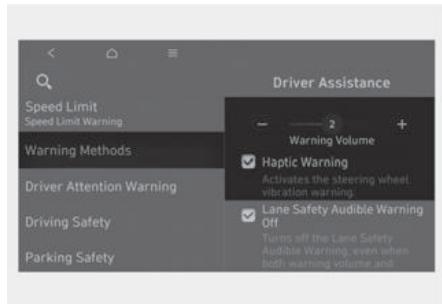 Driver Assistance
Speed Limit
Speed Limit Warning
Warning Methods
Driver Attention Warning
Driving Safety
Parking Safety
− 2 +
Warning Volume
Haptic Warning
Activates the steering wheel
vibration warning.
Lane Safety Audible Warning
Off
Turns off the Lane Safety
Audible Warning, even when
both warning volume and